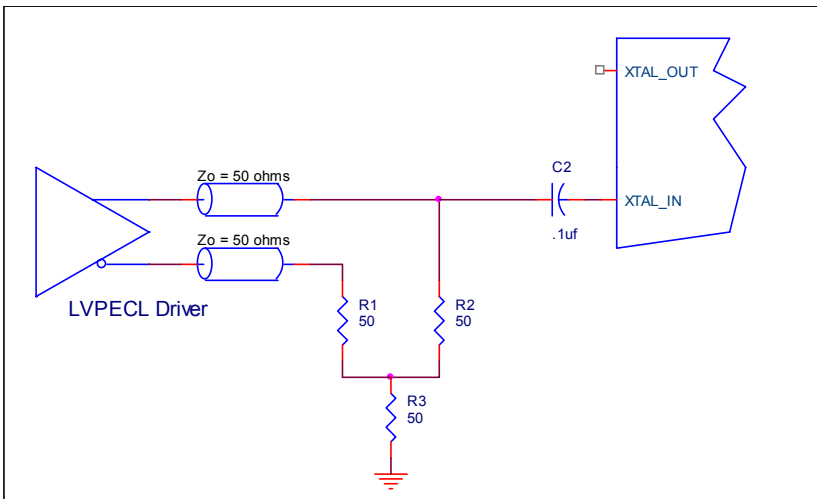 XTAL_OUT
Zo = 50 ohms
C2
XTAL_IN
.1uf
Zo = 50 ohms
LVPECL Driver
R1
50
R2
50
R3
50